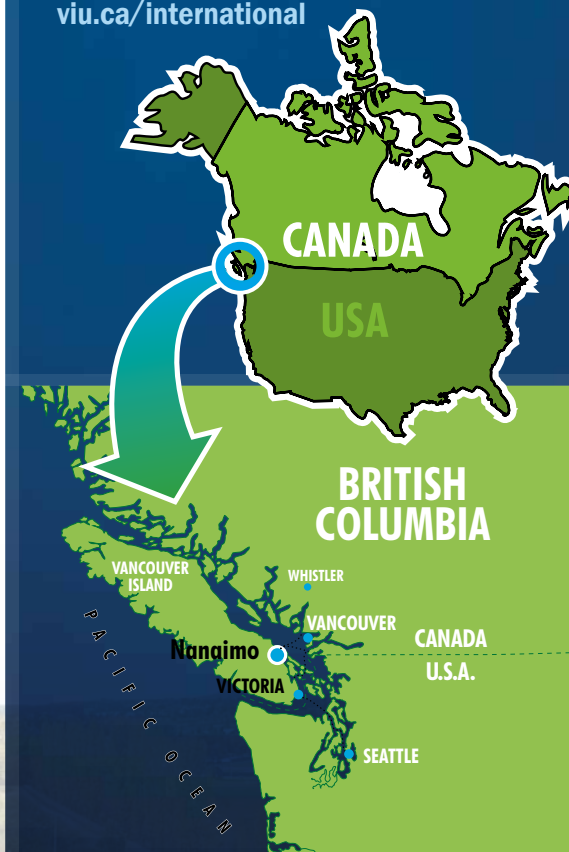 viu.ca/international
CANADA
USA
BRITISH
COLUMBIA
VANCOUVER
ISLAND
WHISTLER
VANCOUVER
Nanaimo
CANADA
U.S.A.
VICTORIA
PACIFIC OCEAN
SEATTLE